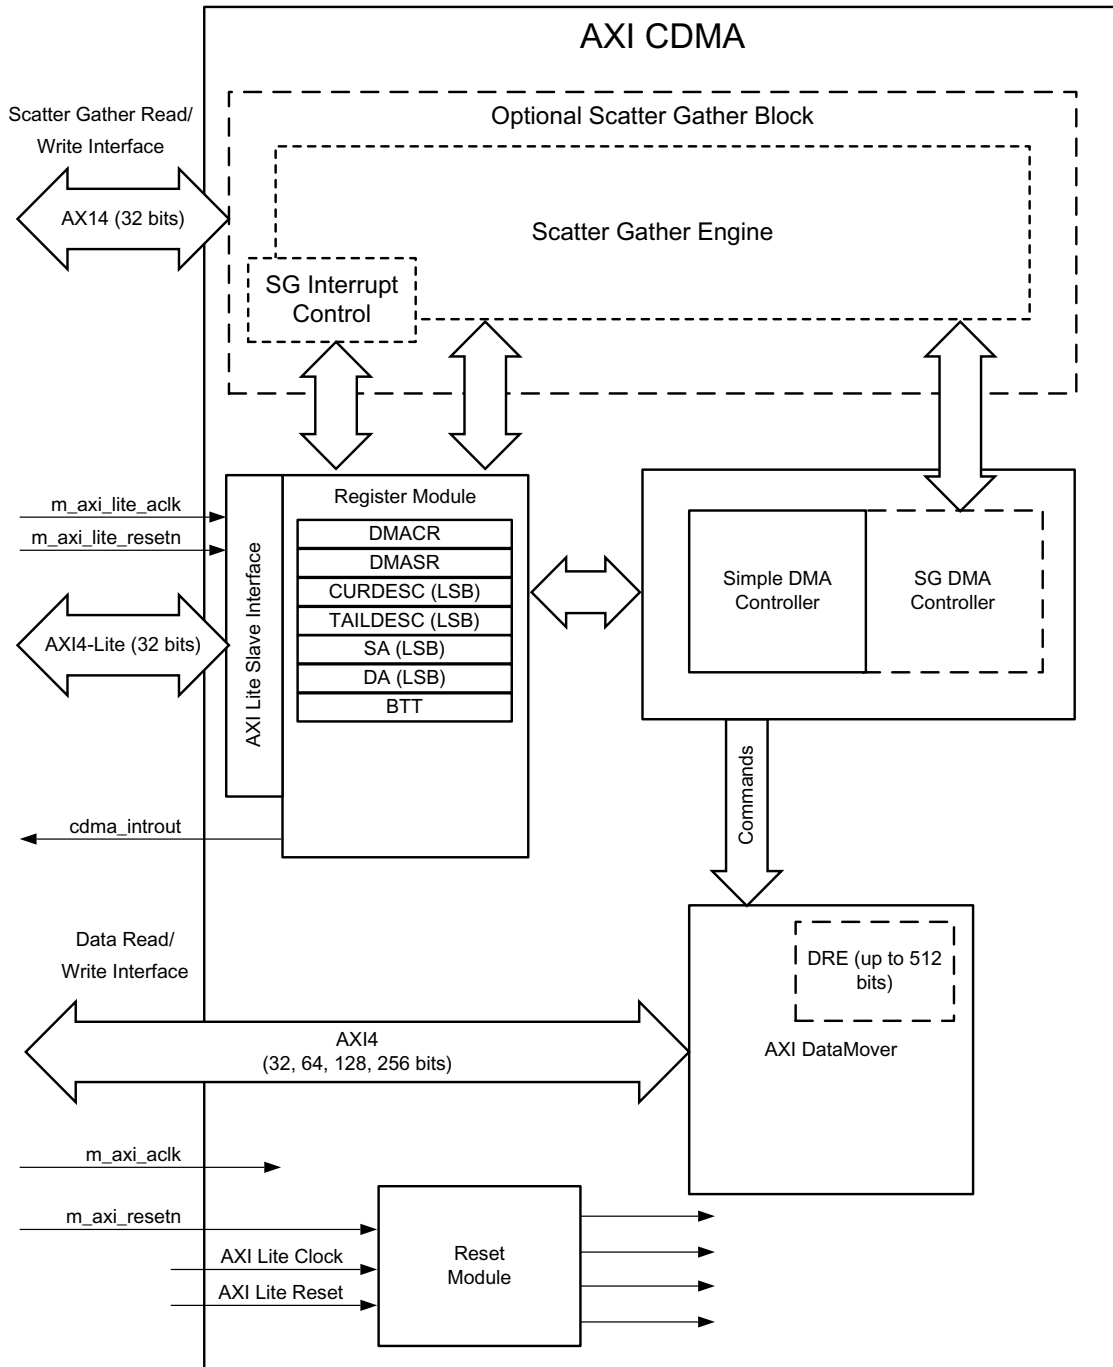 AXI CDMA
Optional Scatter Gather Block
Scatter Gather Read/
Write Interface
AX14 (32 bits)
Scatter Gather Engine
SG Interrupt
Control
m_axi_lite_aclk
m_axi_lite_resetn
AXI4-Lite (32 bits)
AXI Lite Slave Interface
Register Module
DMACR
DMASR
CURDESC (LSB)
TAILDESC (LSB)
SA (LSB)
DA (LSB)
BTT
Simple DMA
Controller
SG DMA
Controller
Commands
cdma_introut
Data Read/
Write Interface
AXI4
(32, 64, 128, 256 bits)
DRE (up to 512
bits)
AXI DataMover
m_axi_aclk
m_axi_resetn
AXI Lite Clock
AXI Lite Reset
Reset
Module